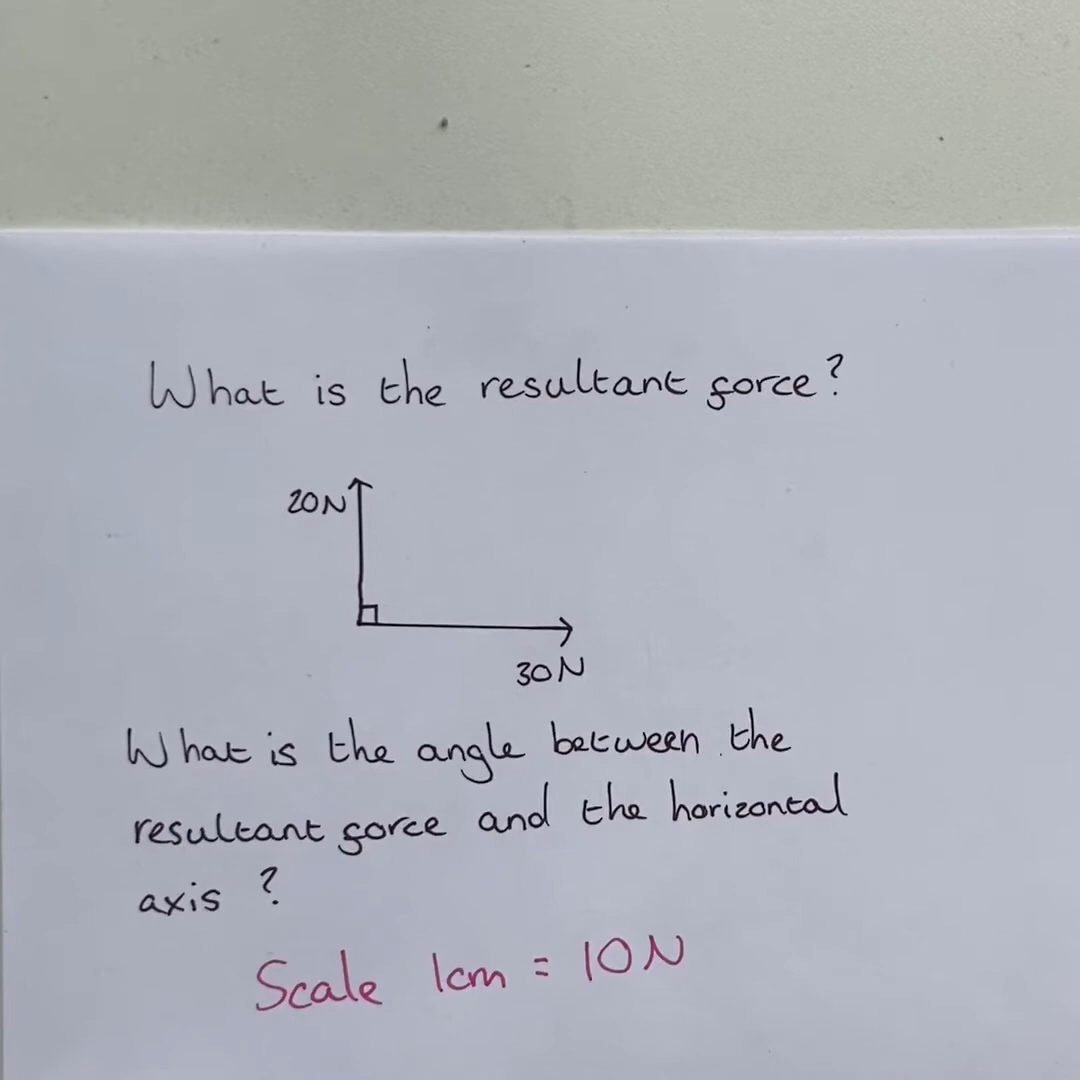 What is the resultant force?
20N
30N
What is the angle between the
resultant force and the horizontal
axis ?
Scale 1cm = 10N